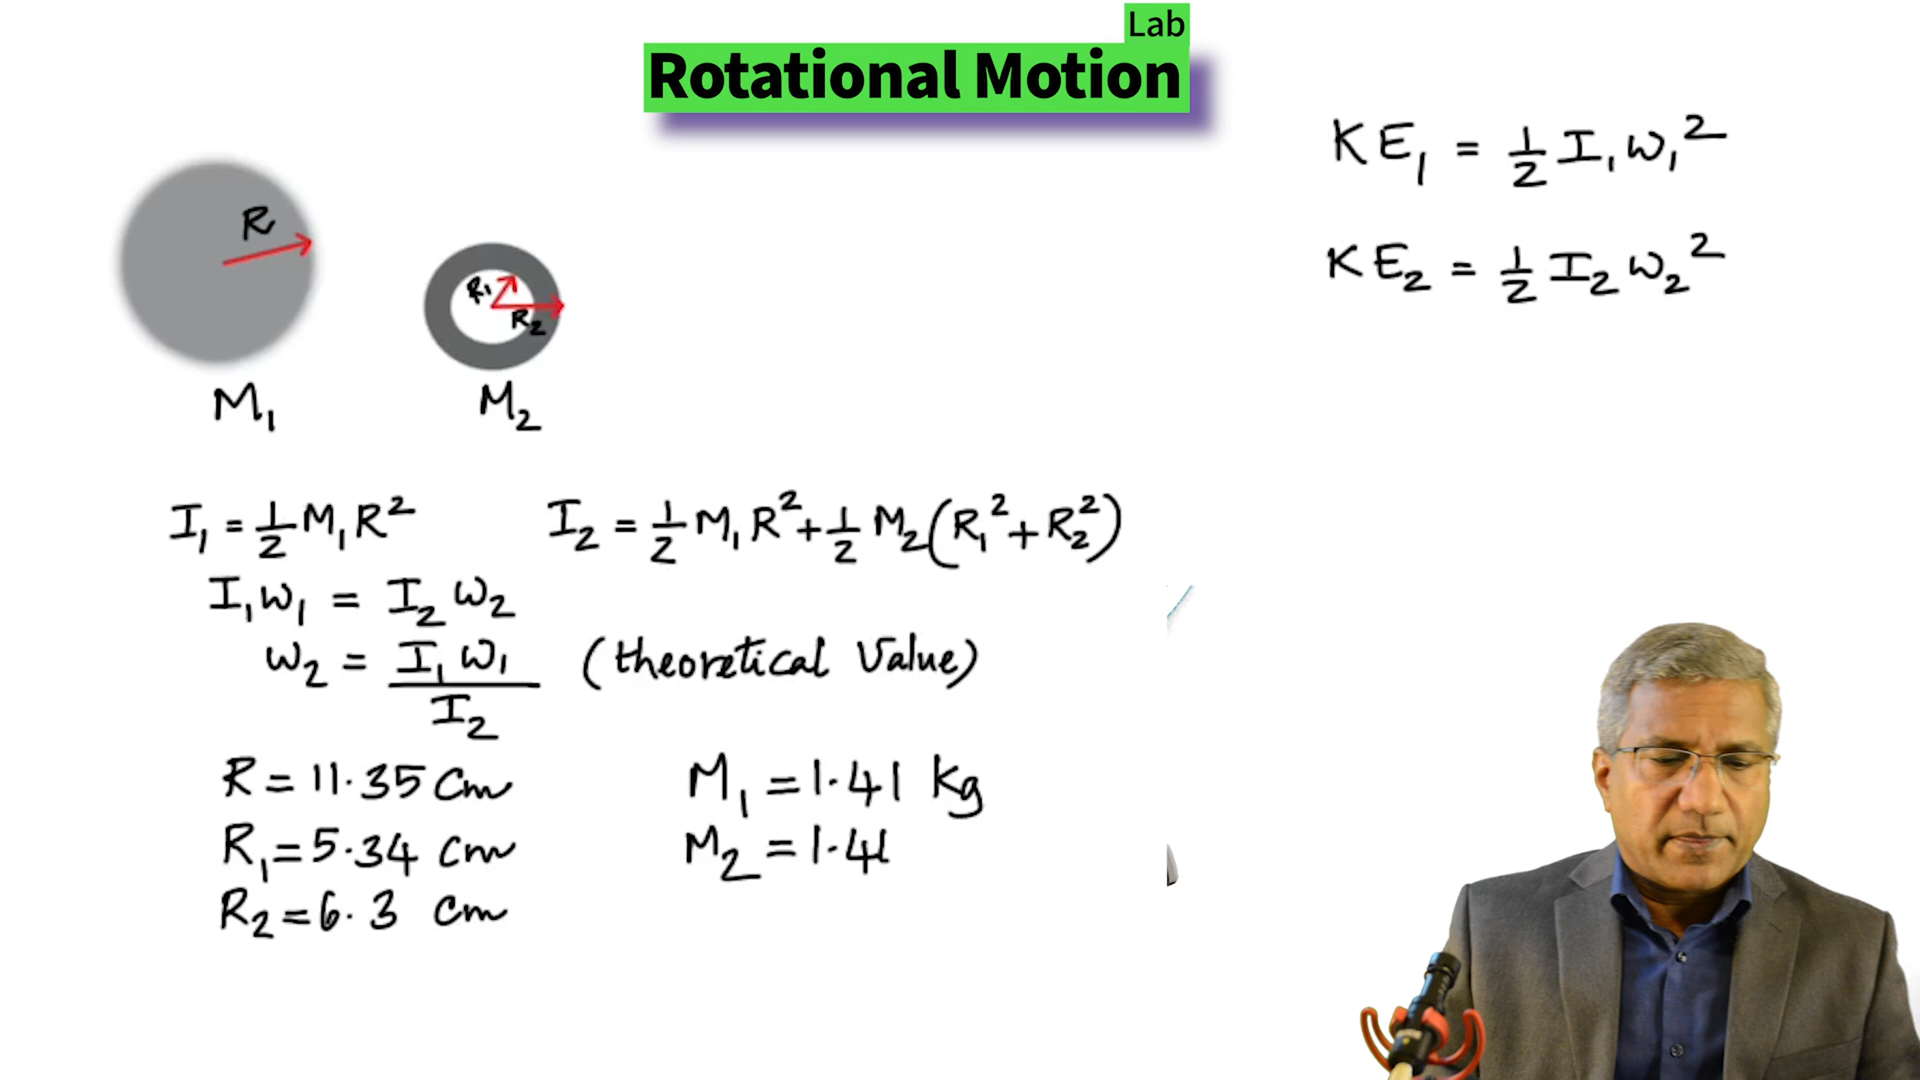 Lab
Rotational Motion
KE₁ = ½ I₁ω₁²
KE₂ = ½ I₂ω₂²
R
R₁
R₂
M₁
M₂
I₁ = ½ M₁R²
I₂ = ½ M₁R² + ½ M₂(R₁² + R₂²)
I₁ω₁ = I₂ω₂
ω₂ = I₁ω₁ / I₂ (theoretical Value)
R = 11.35 cm
M₁ = 1.41 Kg
R₁ = 5.34 cm
M₂ = 1.41
R₂ = 6.3 cm